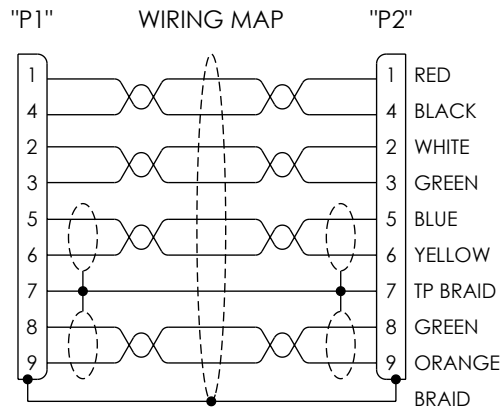 "P1" WIRING MAP "P2"
1 1 RED
4 4 BLACK
2 2 WHITE
3 3 GREEN
5 5 BLUE
6 6 YELLOW
7 7 TP BRAID
8 8 GREEN
9 9 ORANGE
BRAID